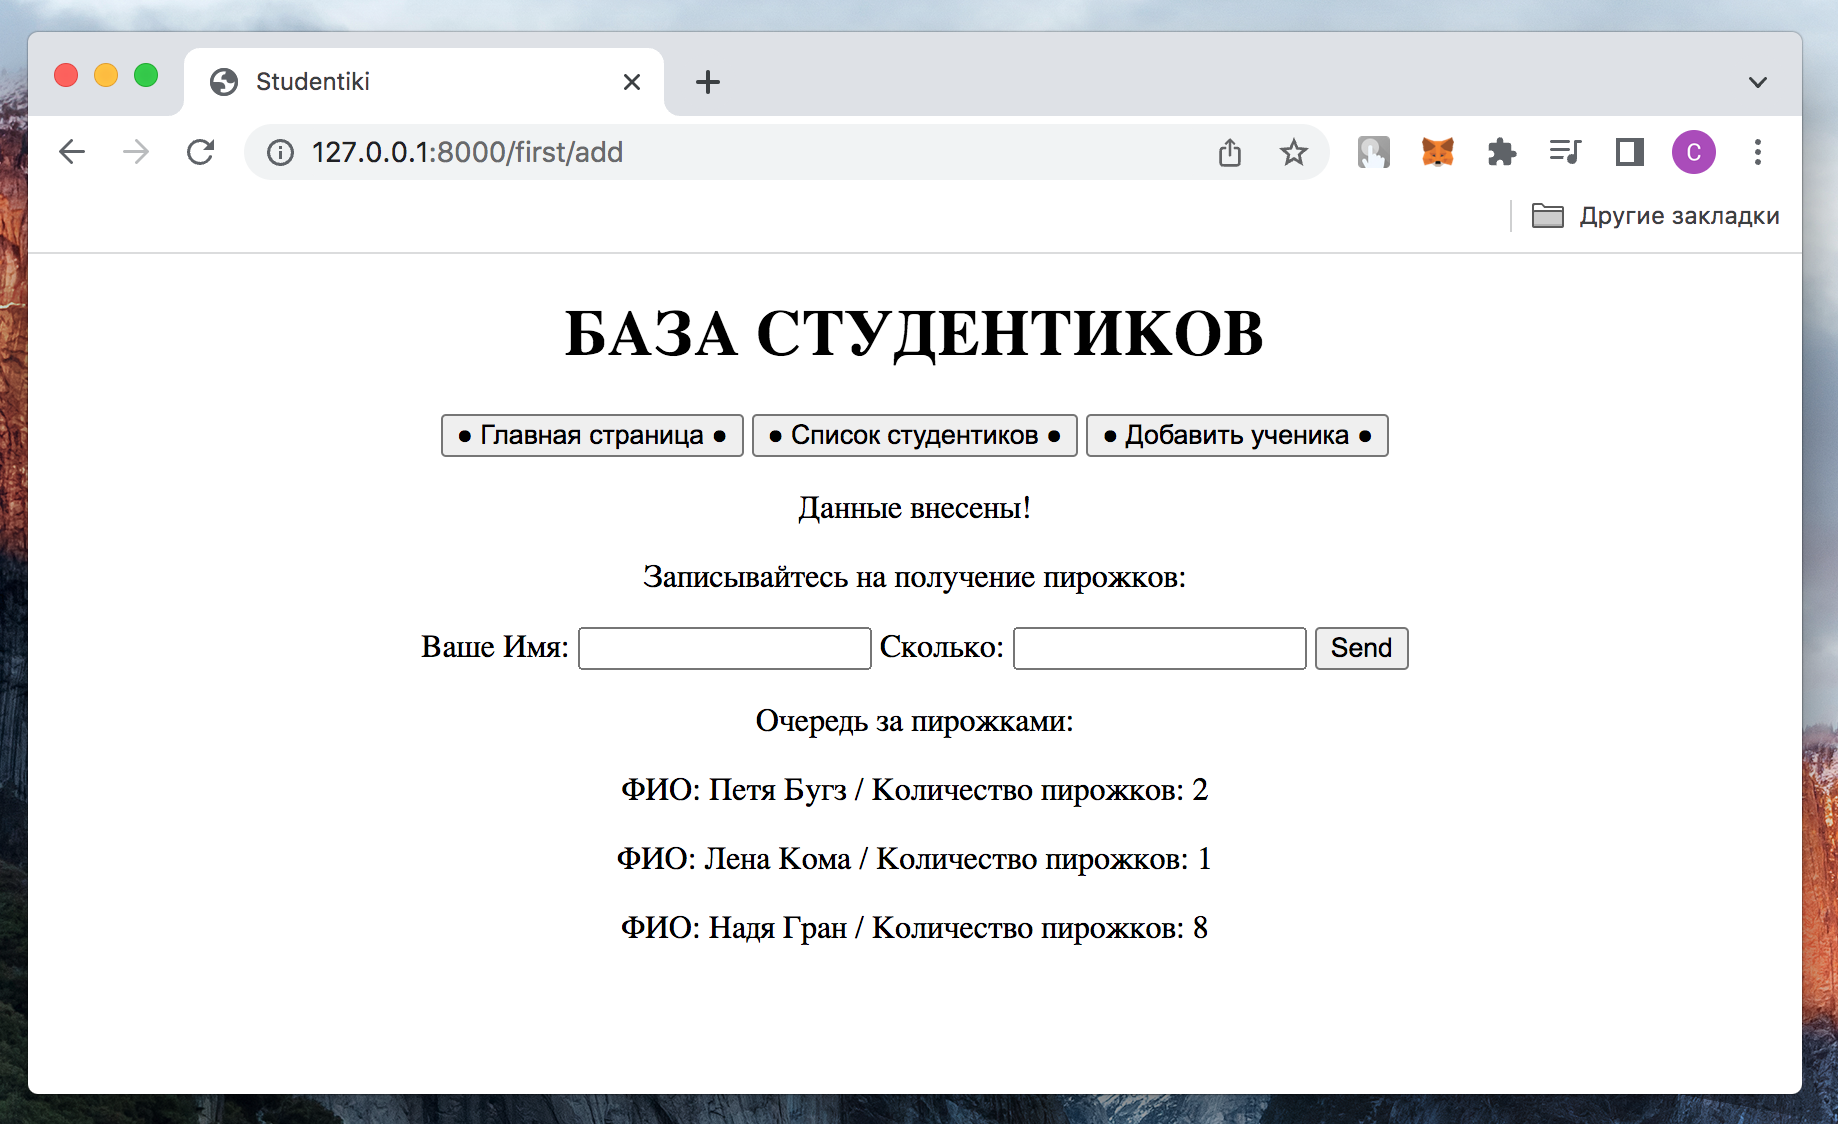 Studentiki
127.0.0.1:8000/first/add
C
Другие закладки
БАЗА СТУДЕНТИКОВ
● Главная страница ● ● Список студентиков ● ● Добавить ученика ●
Данные внесены!
Записывайтесь на получение пирожков:
Ваше Имя: Сколько: Send
Очередь за пирожками:
ФИО: Петя Бугз / Количество пирожков: 2
ФИО: Лена Кома / Количество пирожков: 1
ФИО: Надя Гран / Количество пирожков: 8